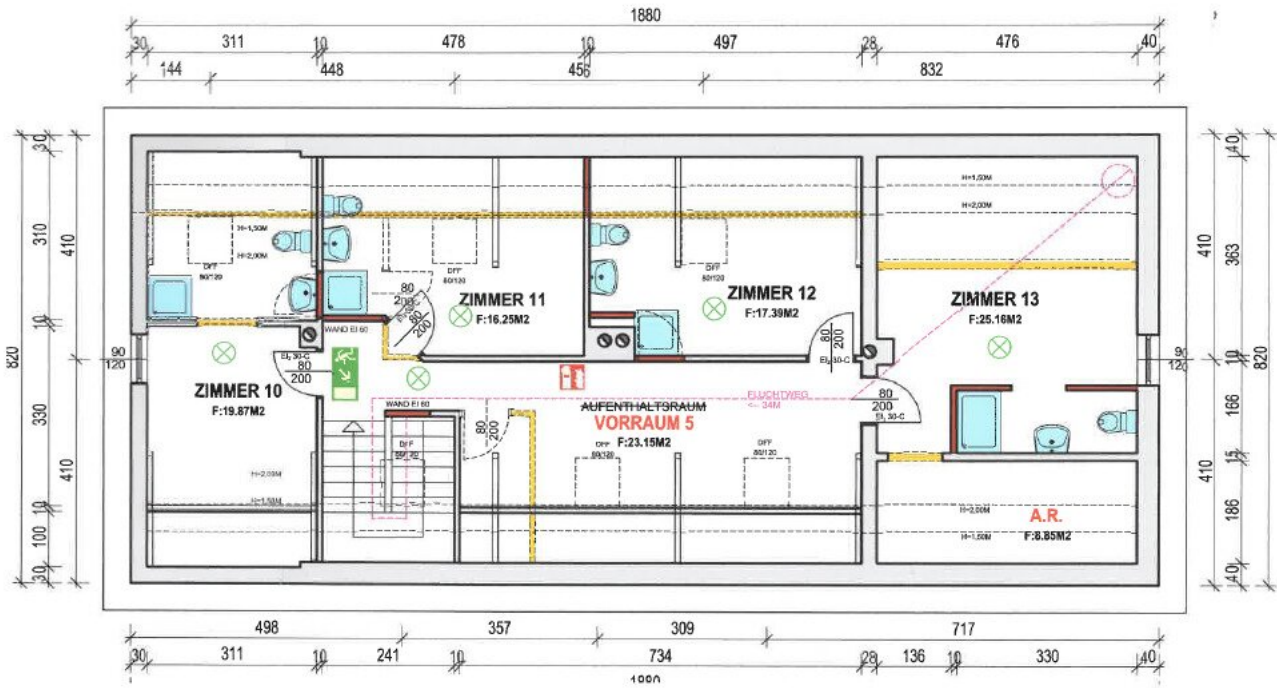 1880
30 311 10 478 10 497 28 476 40
144 448 456 832
820
30 310 10 330 10 100 30
410 410
410 410
40 363 10 166 15 186 40
820
H=1,50M
H=2,00M
DFF
80/120
ZIMMER 10
F:19.87M2
90
120
EI₂ 30-C
80
200
WAND EI 60
80
200
80
200
DFF
80/120
ZIMMER 11
F:16.25M2
DFF
80/120
ZIMMER 12
F:17.39M2
80
200
EI₂ 30-C
H=1,50M
H=2,00M
ZIMMER 13
F:25.16M2
90
120
80
200
EI₂ 30-C
FLUCHTWEG
<- 34M
AUFENTHALTSRAUM
VORRAUM 5
F:23.15M2
WAND EI 60
80
200
DFF
80/120
DFF
80/120
DFF
80/120
H=2,00M
H=1,50M
H=2,00M
H=1,50M
A.R.
F:8.85M2
498 357 309 717
30 311 10 241 10 734 28 136 10 330 40
1880